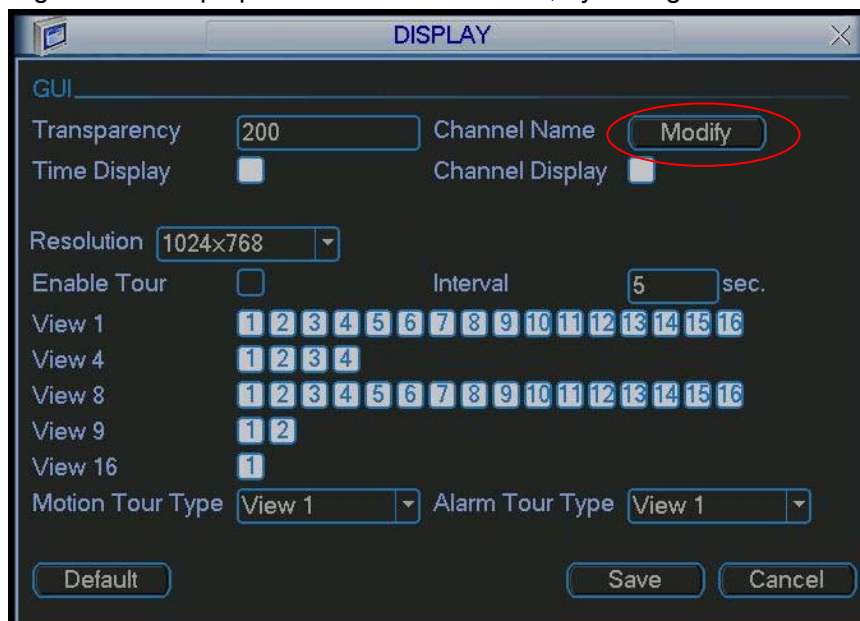 DISPLAY
GUI
Transparency 200 Channel Name Modify
Time Display Channel Display
Resolution 1024×768
Enable Tour Interval 5 sec.
View 1 1 2 3 4 5 6 7 8 9 10 11 12 13 14 15 16
View 4 1 2 3 4
View 8 1 2 3 4 5 6 7 8 9 10 11 12 13 14 15 16
View 9 1 2
View 16 1
Motion Tour Type View 1 Alarm Tour Type View 1
Default Save Cancel